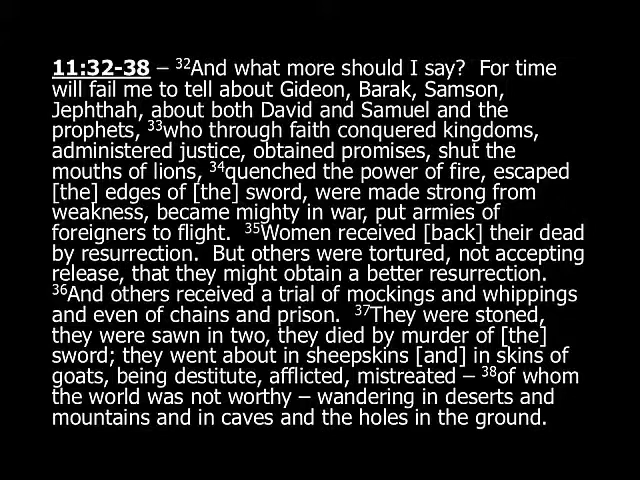 11:32-38 – ³²And what more should I say?  For time
will fail me to tell about Gideon, Barak, Samson,
Jephthah, about both David and Samuel and the
prophets, ³³who through faith conquered kingdoms,
administered justice, obtained promises, shut the
mouths of lions, ³⁴quenched the power of fire, escaped
[the] edges of [the] sword, were made strong from
weakness, became mighty in war, put armies of
foreigners to flight.  ³⁵Women received [back] their dead
by resurrection.  But others were tortured, not accepting
release, that they might obtain a better resurrection.
³⁶And others received a trial of mockings and whippings
and even of chains and prison.  ³⁷They were stoned,
they were sawn in two, they died by murder of [the]
sword; they went about in sheepskins [and] in skins of
goats, being destitute, afflicted, mistreated – ³⁸of whom
the world was not worthy – wandering in deserts and
mountains and in caves and the holes in the ground.